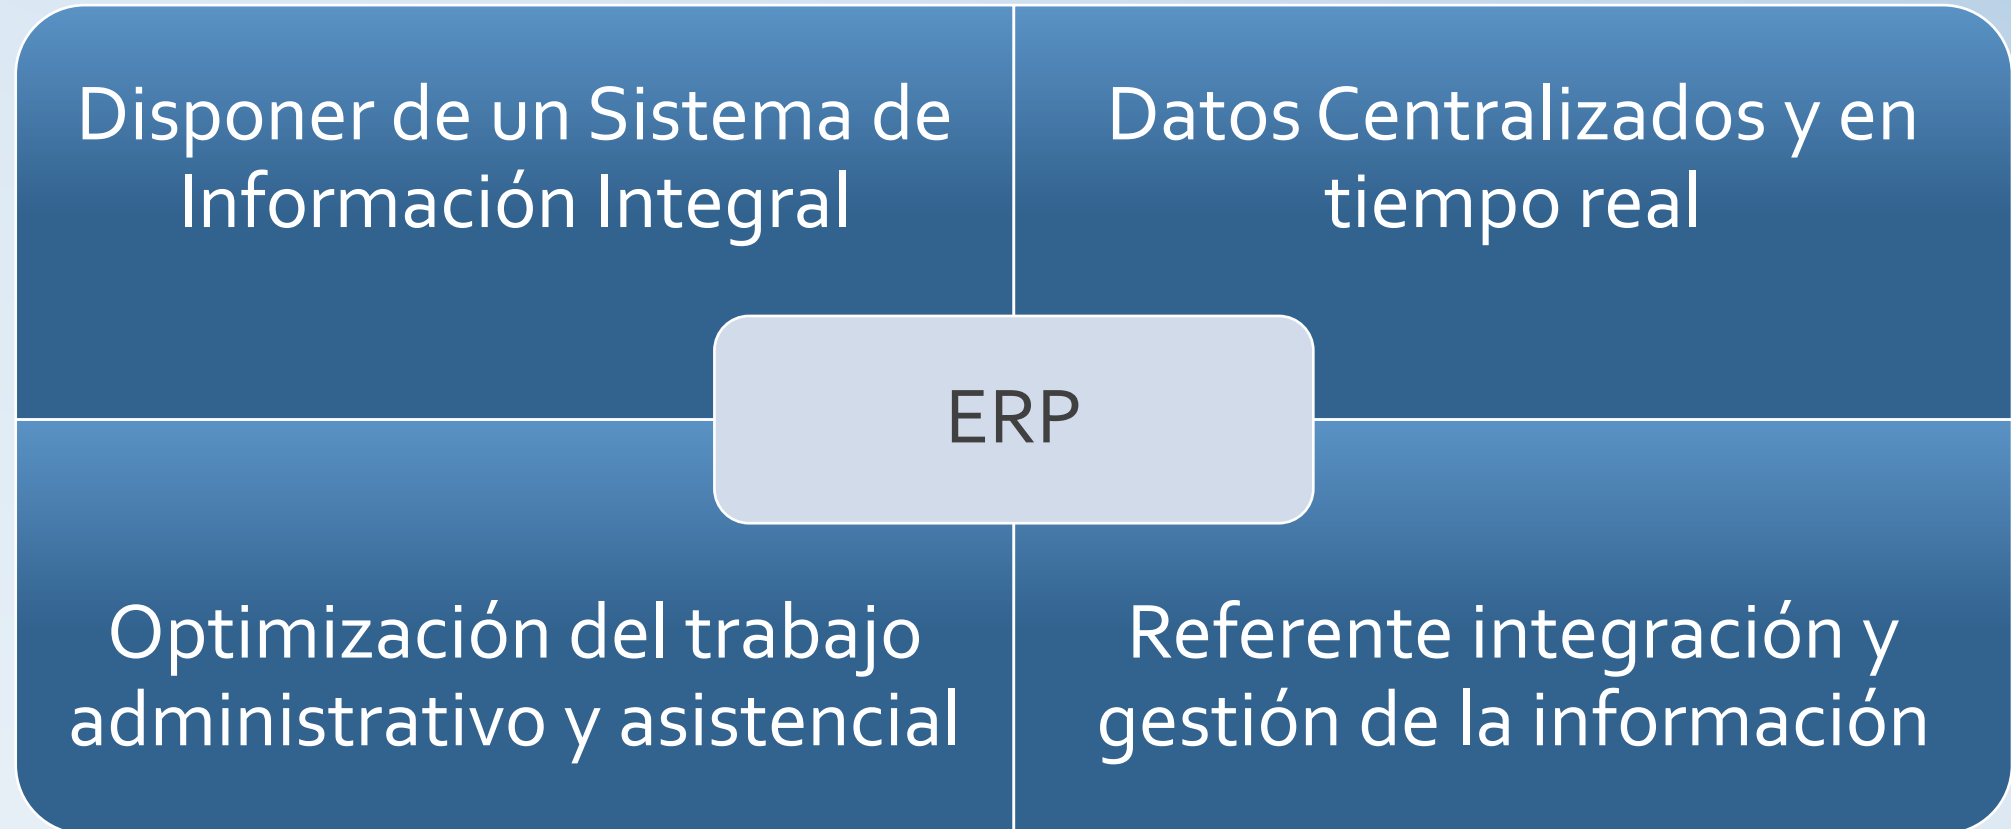 Disponer de un Sistema de
Información Integral
Datos Centralizados y en
tiempo real
ERP
Optimización del trabajo
administrativo y asistencial
Referente integración y
gestión de la información